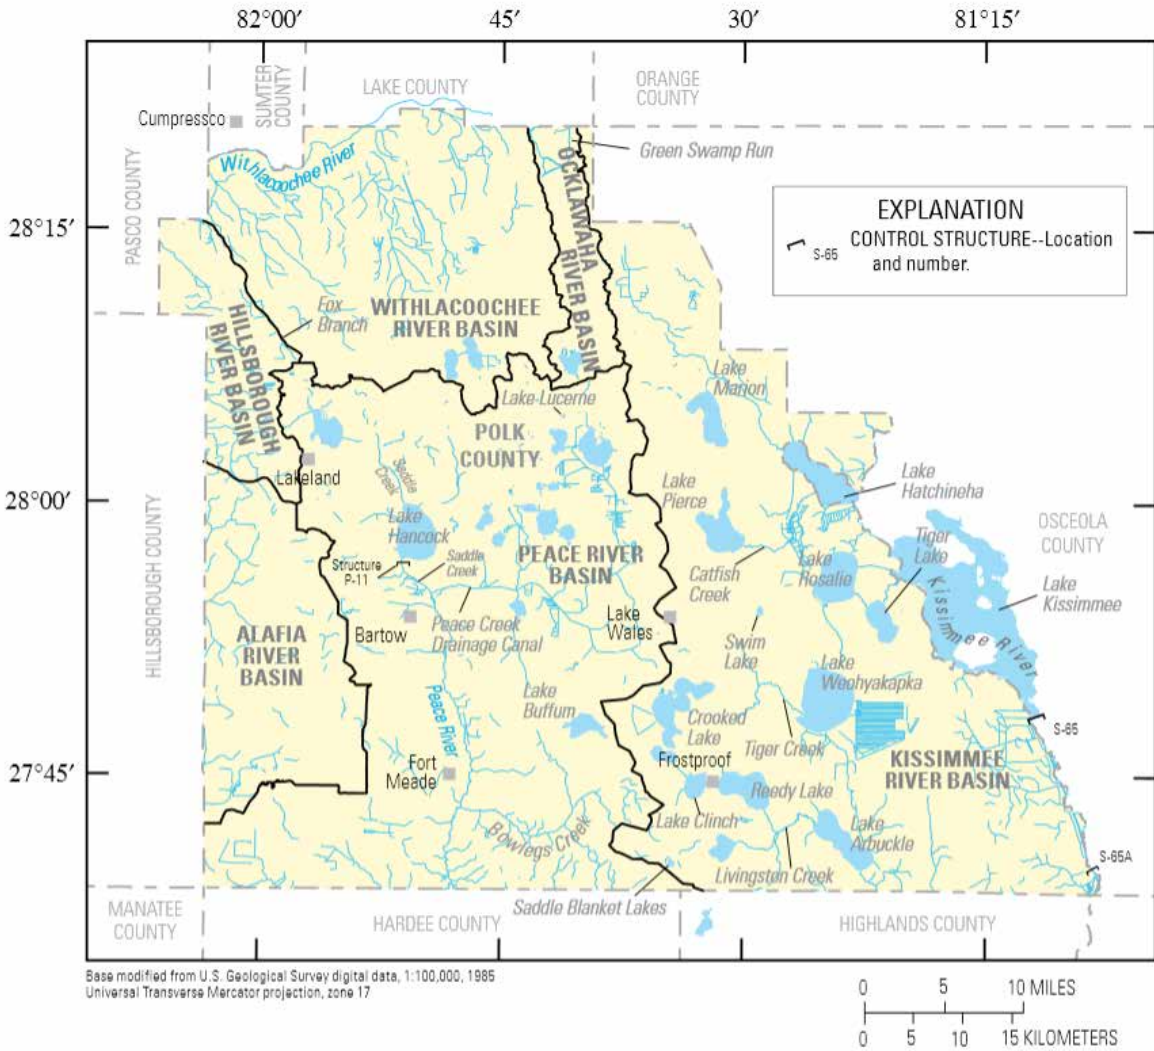 82°00′ 45′ 30′ 81°15′
LAKE COUNTY
SUMTER
COUNTY
ORANGE
COUNTY
Cumpressco
PASCO COUNTY
Withlacoochee River
Green Swamp Run
OCKLAWAHA
RIVER BASIN
EXPLANATION
CONTROL STRUCTURE--Location
and number.
S-65
28°15′
Fox
Branch
WITHLACOOCHEE
RIVER BASIN
HILLSBOROUGH
RIVER BASIN
Lake
Marion
Lake Lucerne
POLK
COUNTY
Lakeland
Saddle
Creek
Lake
Pierce
Lake
Hatchineha
28°00′
Lake
Hancock
OSCEOLA
COUNTY
Tiger
Lake
HILLSBOROUGH COUNTY
Structure
P-11
Saddle
Creek
PEACE RIVER
BASIN
Catfish
Creek
Lake
Rosalie
Lake
Kissimmee
Kissimmee River
Bartow
Peace Creek
Drainage Canal
Lake
Wales
ALAFIA
RIVER
BASIN
Swim
Lake
Lake
Weohyakapka
Peace River
Lake
Buffum
Crooked
Lake
Tiger Creek
S-65
KISSIMMEE
RIVER BASIN
27°45′
Fort
Meade
Frostproof
Reedy Lake
Lake Clinch
Bowlegs Creek
Lake
Arbuckle
Livingston Creek
S-65A
Saddle Blanket Lakes
MANATEE
COUNTY
HARDEE COUNTY
HIGHLANDS COUNTY
Base modified from U.S. Geological Survey digital data, 1:100,000, 1985
Universal Transverse Mercator projection, zone 17
0 5 10 MILES
0 5 10 15 KILOMETERS